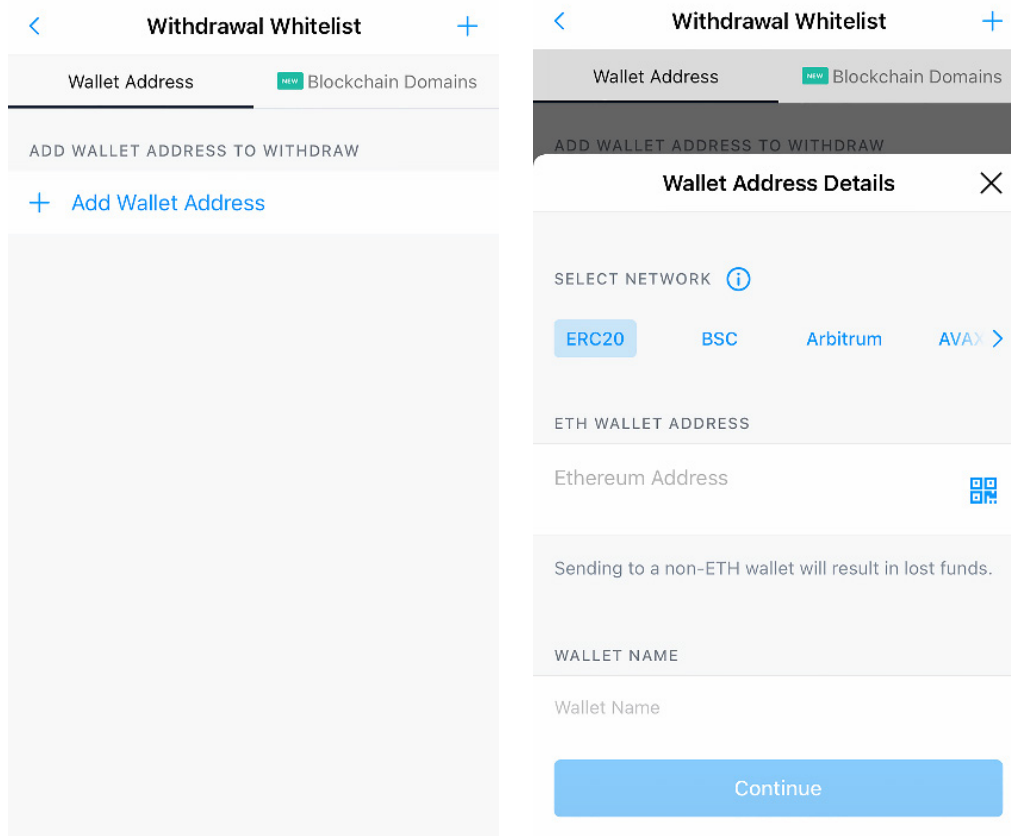 Withdrawal Whitelist
Wallet Address
NEW Blockchain Domains
ADD WALLET ADDRESS TO WITHDRAW
Add Wallet Address
Withdrawal Whitelist
Wallet Address
NEW Blockchain Domains
ADD WALLET ADDRESS TO WITHDRAW
Wallet Address Details
SELECT NETWORK
ERC20 BSC Arbitrum AVAX
ETH WALLET ADDRESS
Ethereum Address
Sending to a non-ETH wallet will result in lost funds.
WALLET NAME
Wallet Name
Continue